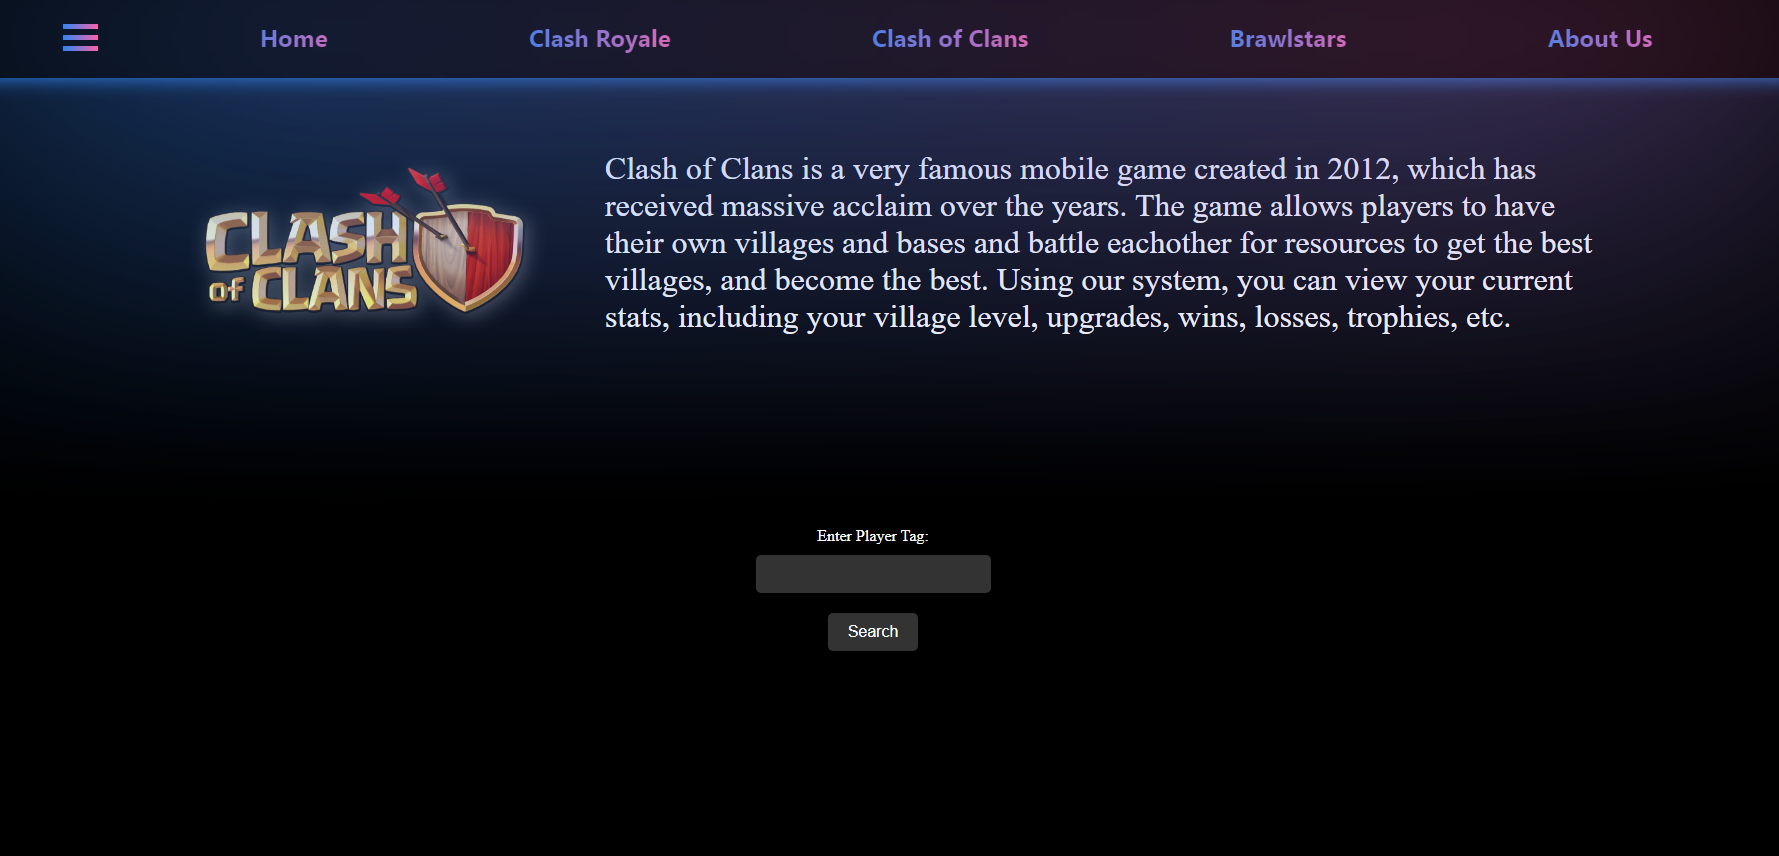 Home Clash Royale Clash of Clans Brawlstars About Us
CLASH
OF CLANS
Clash of Clans is a very famous mobile game created in 2012, which has
received massive acclaim over the years. The game allows players to have
their own villages and bases and battle eachother for resources to get the best
villages, and become the best. Using our system, you can view your current
stats, including your village level, upgrades, wins, losses, trophies, etc.
Enter Player Tag:
Search